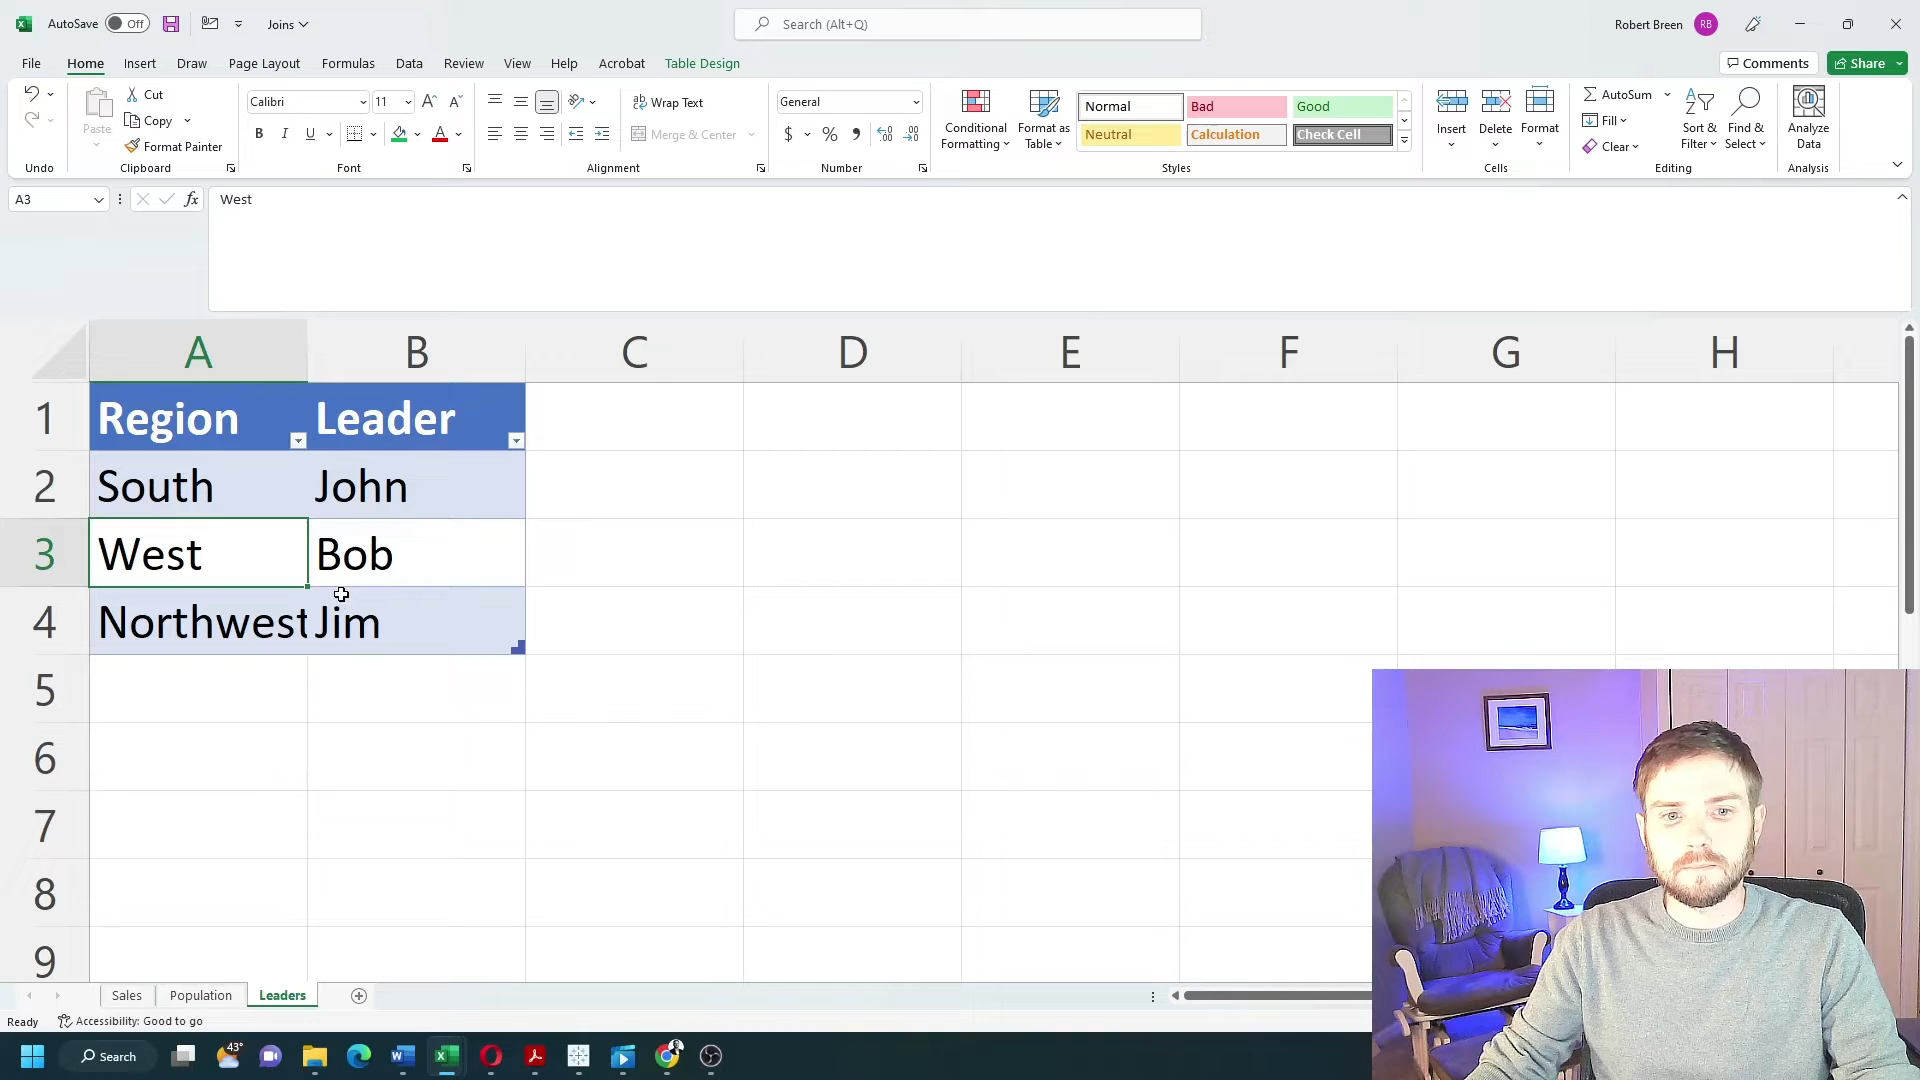 AutoSave Off Joins Search (Alt+Q) Robert Breen RB
File Home Insert Draw Page Layout Formulas Data Review View Help Acrobat Table Design Comments Share
Paste
Cut
Copy
Format Painter
Calibri 11
B I U A
ab Wrap Text
Merge & Center
General
$ % 9
Conditional Formatting
Format as Table
Normal Bad Good
Neutral Calculation Check Cell
Insert Delete Format
AutoSum
Fill
Clear
Sort & Filter
Find & Select
Analyze Data
Undo Clipboard Font Alignment Number Styles Cells Editing Analysis
A3 fx West
A B C D E F G H
1 Region Leader
2 South John
3 West Bob
4 Northwest Jim
5
6
7
8
9
Sales Population Leaders
Ready Accessibility: Good to go
Search 43°